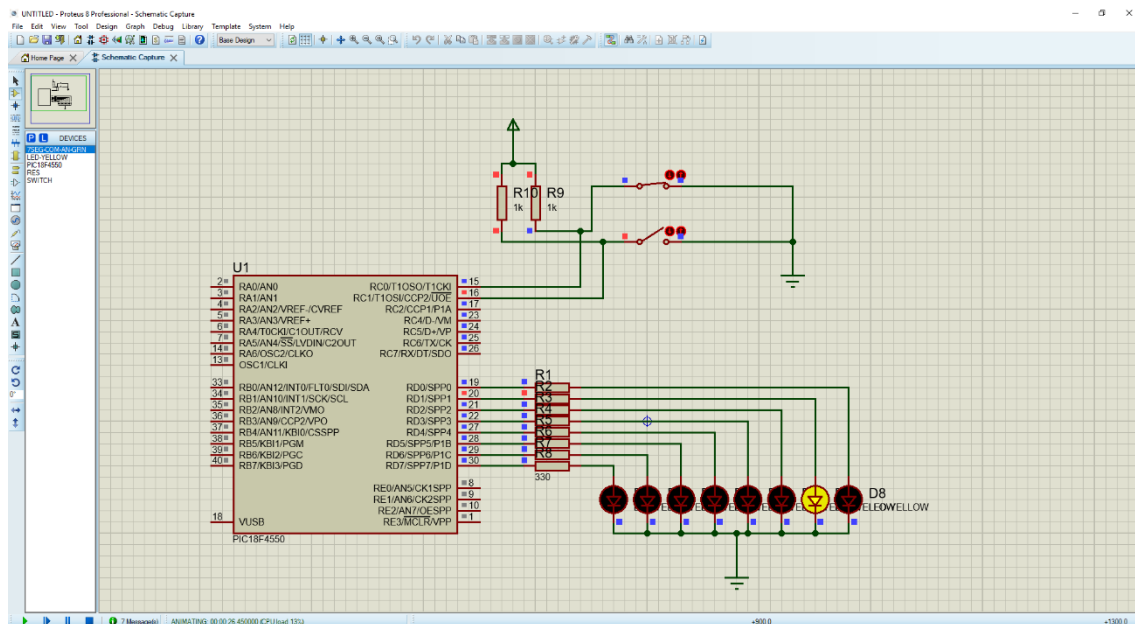 UNTITLED - Proteus 8 Professional - Schematic Capture
File Edit View Tool Design Graph Debug Library Template System Help
Base Design
Home Page
Schematic Capture
P L DEVICES
7SEG-COM-AN-GRN
LED-YELLOW
PIC18F4550
RES
SWITCH
0°
R10
1k
R9
1k
U1
2 RA0/AN0
3 RA1/AN1
4 RA2/AN2/VREF-/CVREF
5 RA3/AN3/VREF+
6 RA4/T0CKI/C1OUT/RCV
7 RA5/AN4/SS/LVDIN/C2OUT
14 RA6/OSC2/CLKO
13 OSC1/CLKI
33 RB0/AN12/INT0/FLT0/SDI/SDA
34 RB1/AN10/INT1/SCK/SCL
35 RB2/AN8/INT2/VMO
36 RB3/AN9/CCP2/VPO
37 RB4/AN11/KBI0/CSSPP
38 RB5/KBI1/PGM
39 RB6/KBI2/PGC
40 RB7/KBI3/PGD
18 VUSB
RC0/T1OSO/T1CKI 15
RC1/T1OSI/CCP2/UOE 16
RC2/CCP1/P1A 17
RC4/D-/VM 23
RC5/D+/VP 24
RC6/TX/CK 25
RC7/RX/DT/SDO 26
RD0/SPP0 19
RD1/SPP1 20
RD2/SPP2 21
RD3/SPP3 22
RD4/SPP4 27
RD5/SPP5/P1B 28
RD6/SPP6/P1C 29
RD7/SPP7/P1D 30
RE0/AN5/CK1SPP 8
RE1/AN6/CK2SPP 9
RE2/AN7/OESPP 10
RE3/MCLR/VPP 1
PIC18F4550
R1
R2
R3
R4
R5
R6
R7
R8
330
D8
7 Message(s)
ANIMATING: 00:00:26.450000 (CPU load 13%)
+900.0
+1300.0